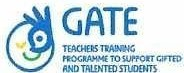 GATE
TEACHERS TRAINING
PROGRAMME TO SUPPORT GIFTED
AND TALENTED STUDENTS